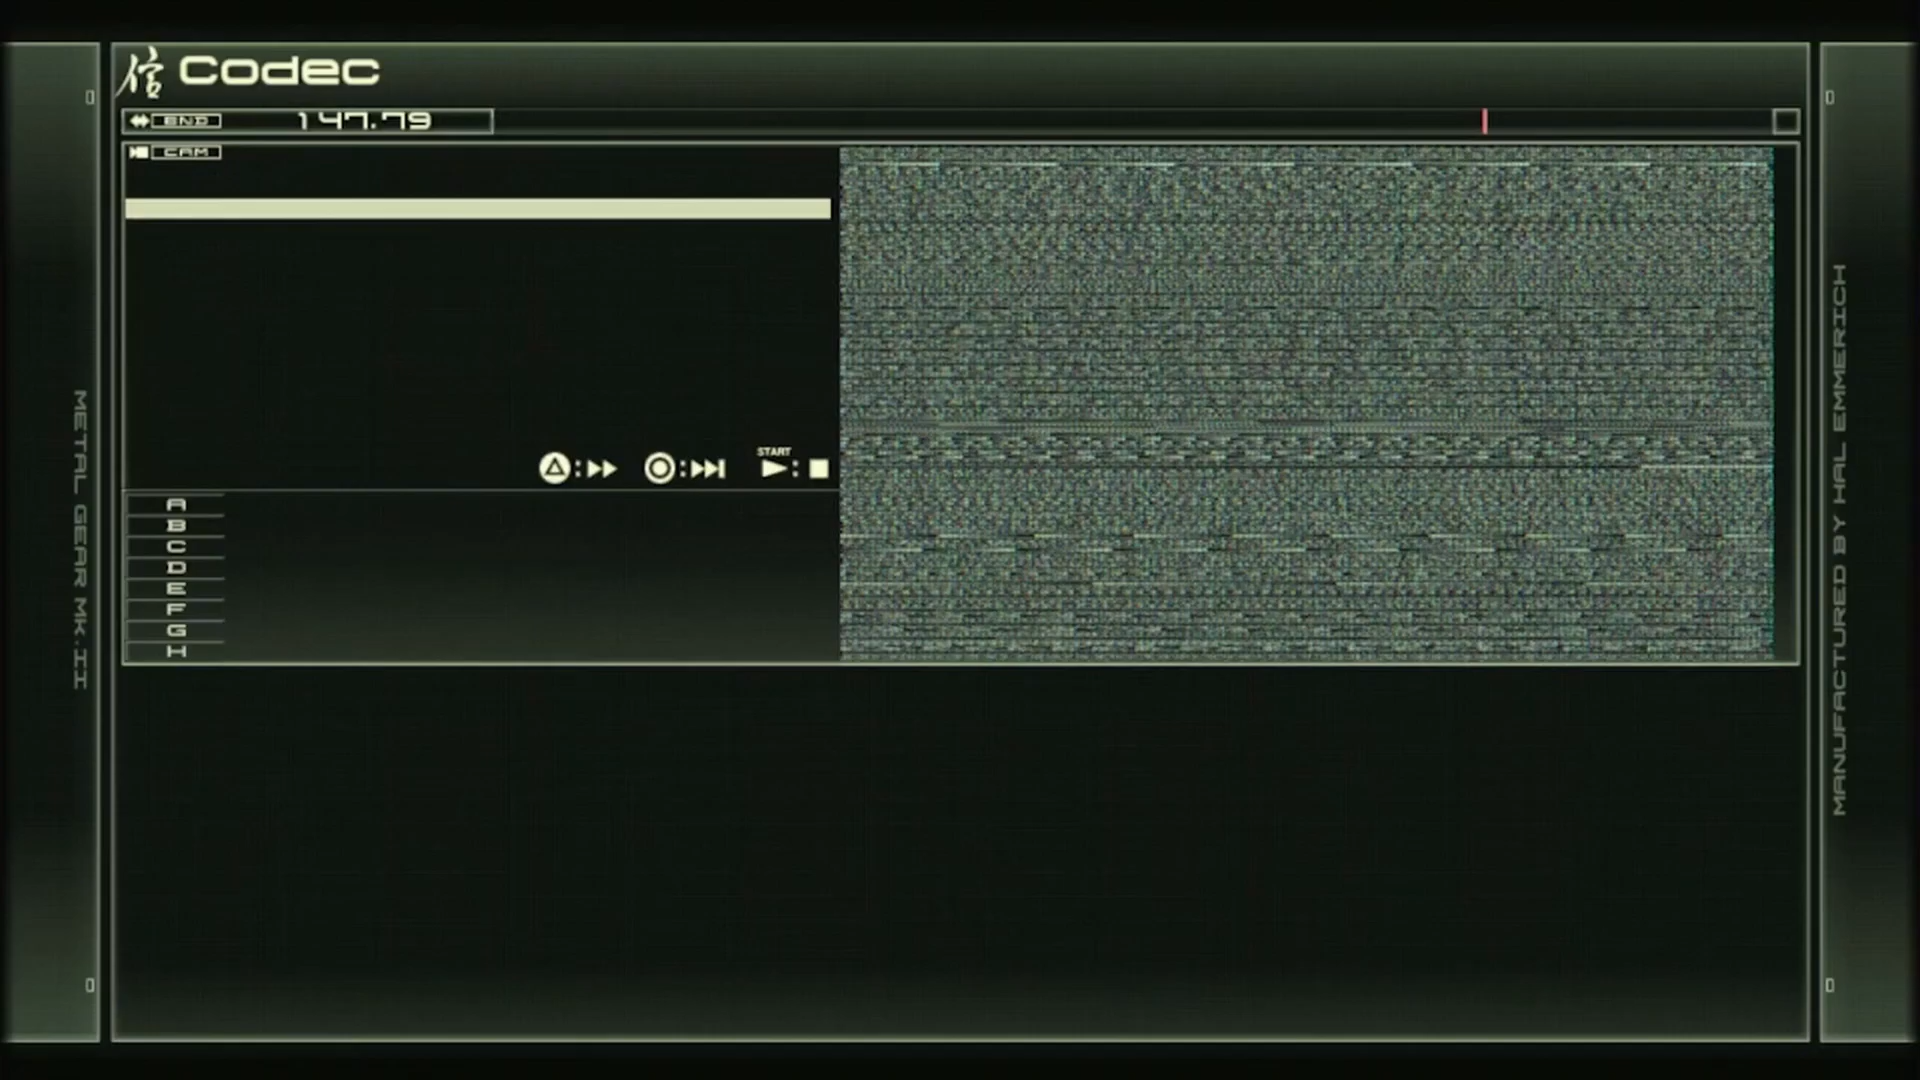 信 Codec
END 147.79
CAM
START
A
B
C
D
E
F
G
H
METAL GEAR MK.II
MANUFACTURED BY HAL EMMERICH